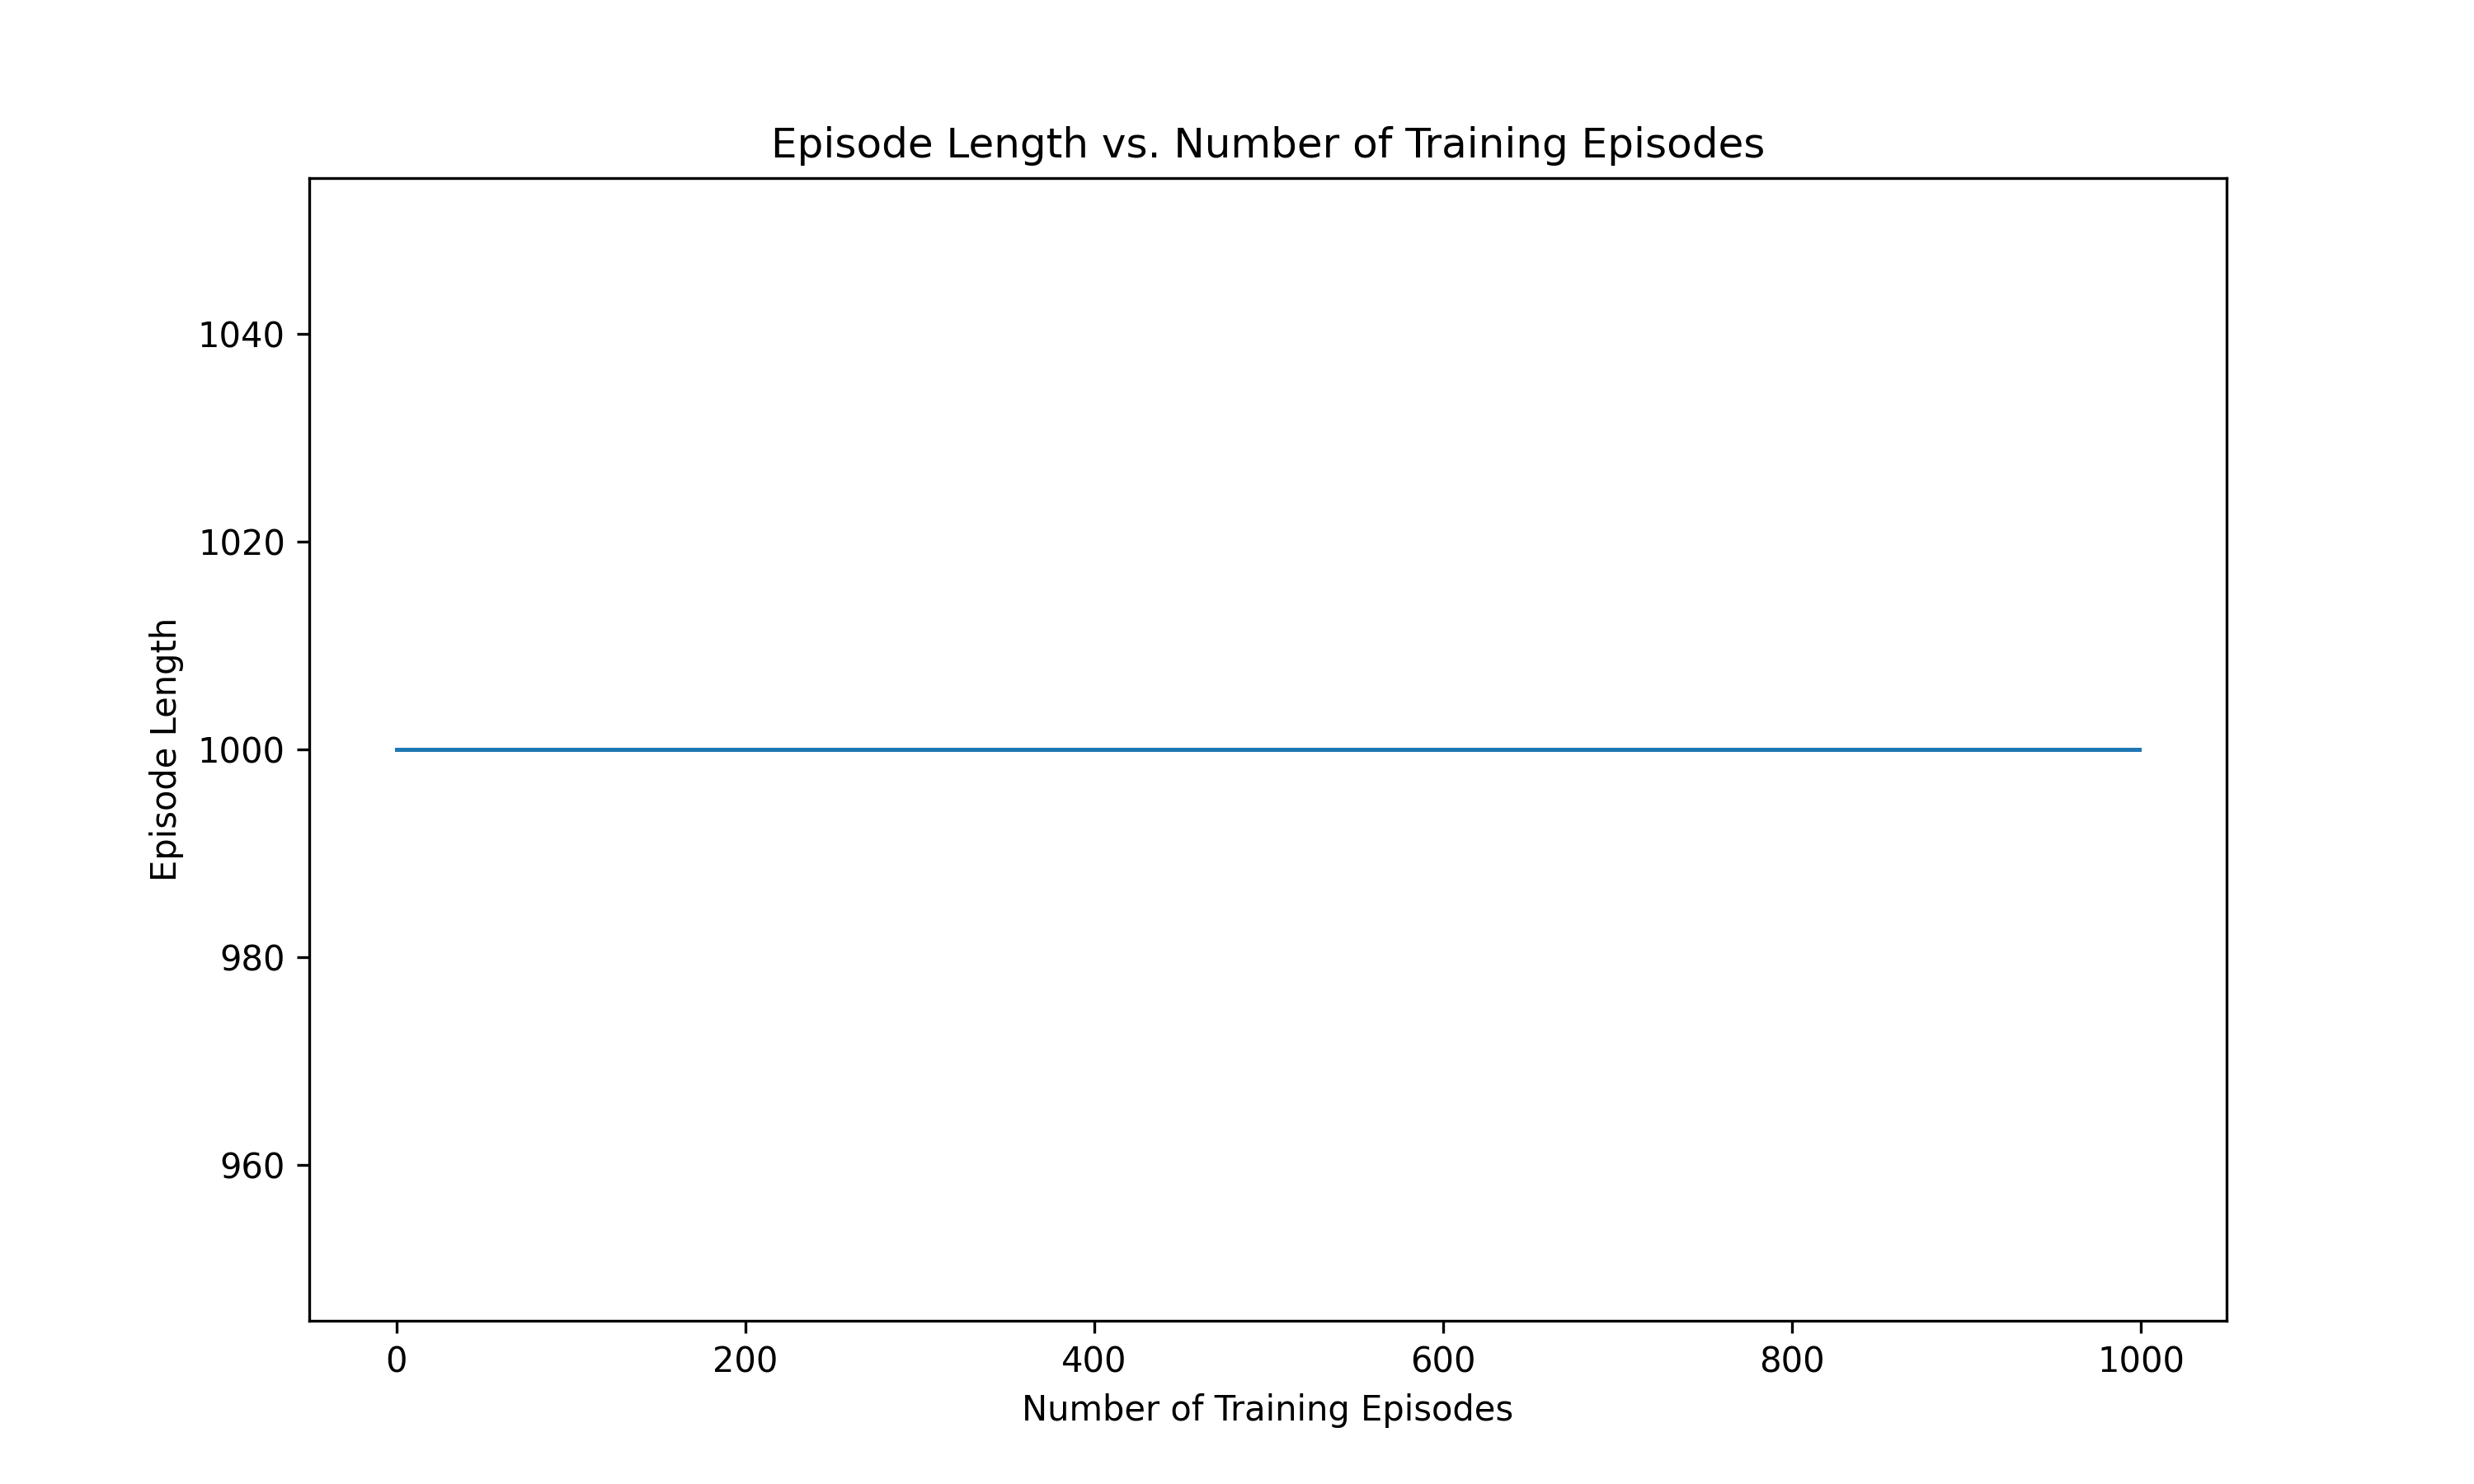 Episode Length vs. Number of Training Episodes
1040
1020
1000
980
960
Episode Length
0 200 400 600 800 1000
Number of Training Episodes